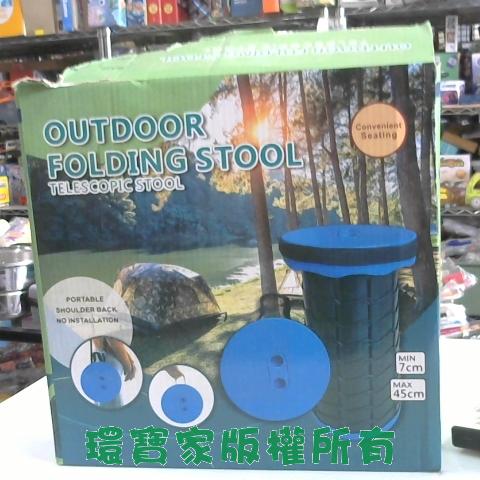 OUTDOOR
FOLDING STOOL
TELESCOPIC STOOL
Convenient
Seating
PORTABLE
SHOULDER BACK
NO INSTALLATION
MIN
7cm
MAX
45cm
環寶家版權所有